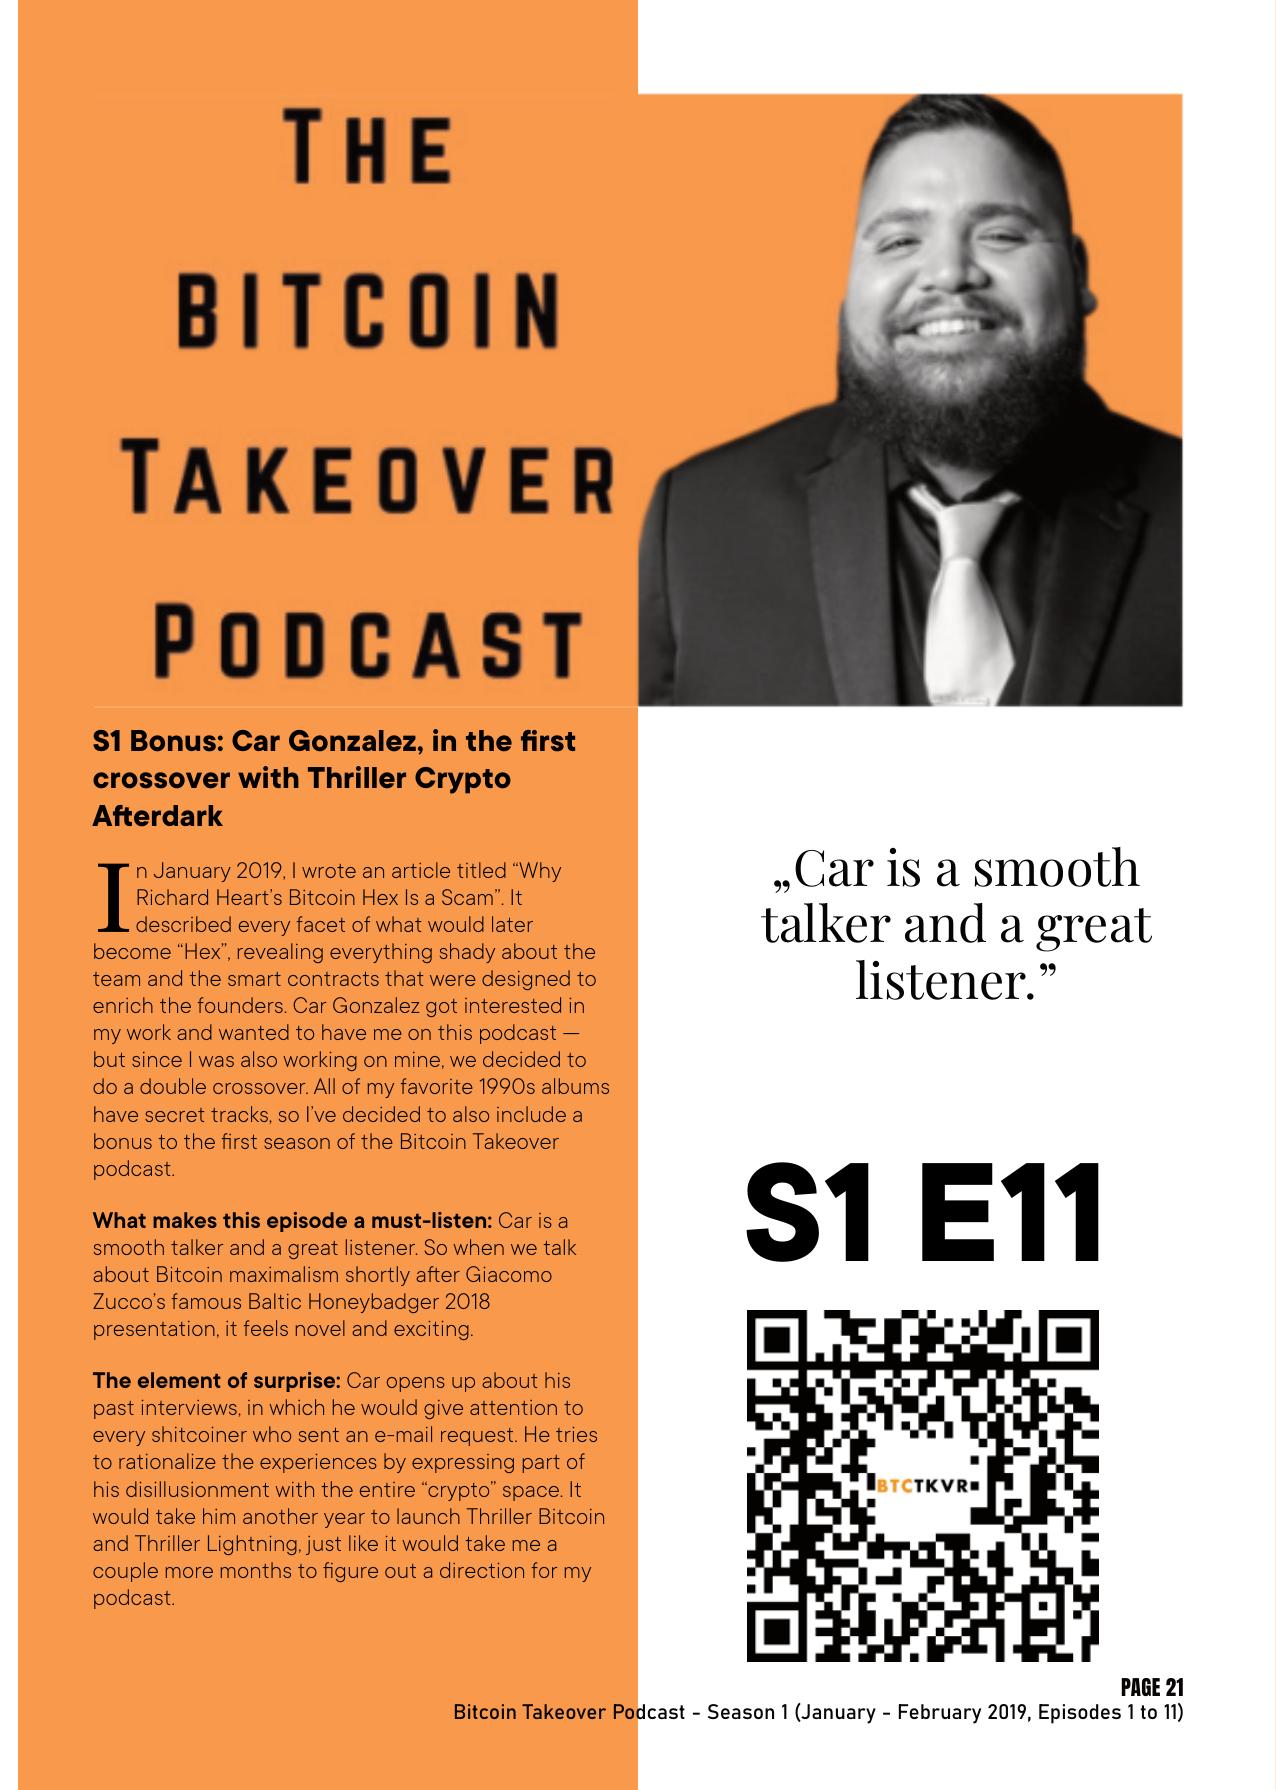 THE
BITCOIN
TAKEOVER
PODCAST
S1 Bonus: Car Gonzalez, in the first
crossover with Thriller Crypto
Afterdark
In January 2019, I wrote an article titled “Why
Richard Heart’s Bitcoin Hex Is a Scam”. It
described every facet of what would later
become “Hex”, revealing everything shady about the
team and the smart contracts that were designed to
enrich the founders. Car Gonzalez got interested in
my work and wanted to have me on this podcast —
but since I was also working on mine, we decided to
do a double crossover. All of my favorite 1990s albums
have secret tracks, so I’ve decided to also include a
bonus to the first season of the Bitcoin Takeover
podcast.
What makes this episode a must-listen: Car is a
smooth talker and a great listener. So when we talk
about Bitcoin maximalism shortly after Giacomo
Zucco’s famous Baltic Honeybadger 2018
presentation, it feels novel and exciting.
The element of surprise: Car opens up about his
past interviews, in which he would give attention to
every shitcoiner who sent an e-mail request. He tries
to rationalize the experiences by expressing part of
his disillusionment with the entire “crypto” space. It
would take him another year to launch Thriller Bitcoin
and Thriller Lightning, just like it would take me a
couple more months to figure out a direction for my
podcast.
„Car is a smooth
talker and a great
listener.”
S1 E11
BTCTKVR
PAGE 21
Bitcoin Takeover Podcast - Season 1 (January - February 2019, Episodes 1 to 11)